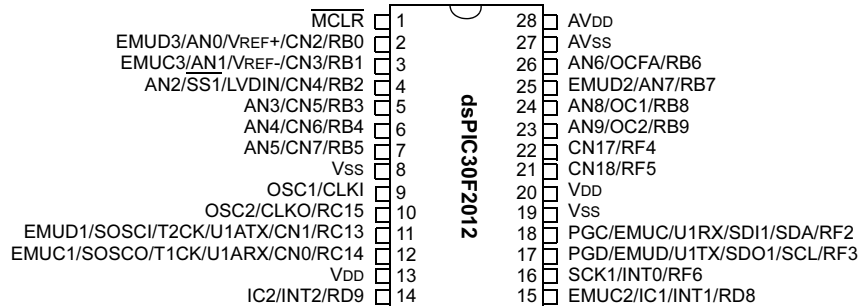 MCLR 1 28 AVDD
EMUD3/AN0/VREF+/CN2/RB0 2 27 AVSS
EMUC3/AN1/VREF-/CN3/RB1 3 26 AN6/OCFA/RB6
AN2/SS1/LVDIN/CN4/RB2 4 25 EMUD2/AN7/RB7
AN3/CN5/RB3 5 24 AN8/OC1/RB8
AN4/CN6/RB4 6 23 AN9/OC2/RB9
AN5/CN7/RB5 7 22 CN17/RF4
VSS 8 21 CN18/RF5
OSC1/CLKI 9 20 VDD
OSC2/CLKO/RC15 10 19 VSS
EMUD1/SOSCI/T2CK/U1ATX/CN1/RC13 11 18 PGC/EMUC/U1RX/SDI1/SDA/RF2
EMUC1/SOSCO/T1CK/U1ARX/CN0/RC14 12 17 PGD/EMUD/U1TX/SDO1/SCL/RF3
VDD 13 16 SCK1/INT0/RF6
IC2/INT2/RD9 14 15 EMUC2/IC1/INT1/RD8
dsPIC30F2012